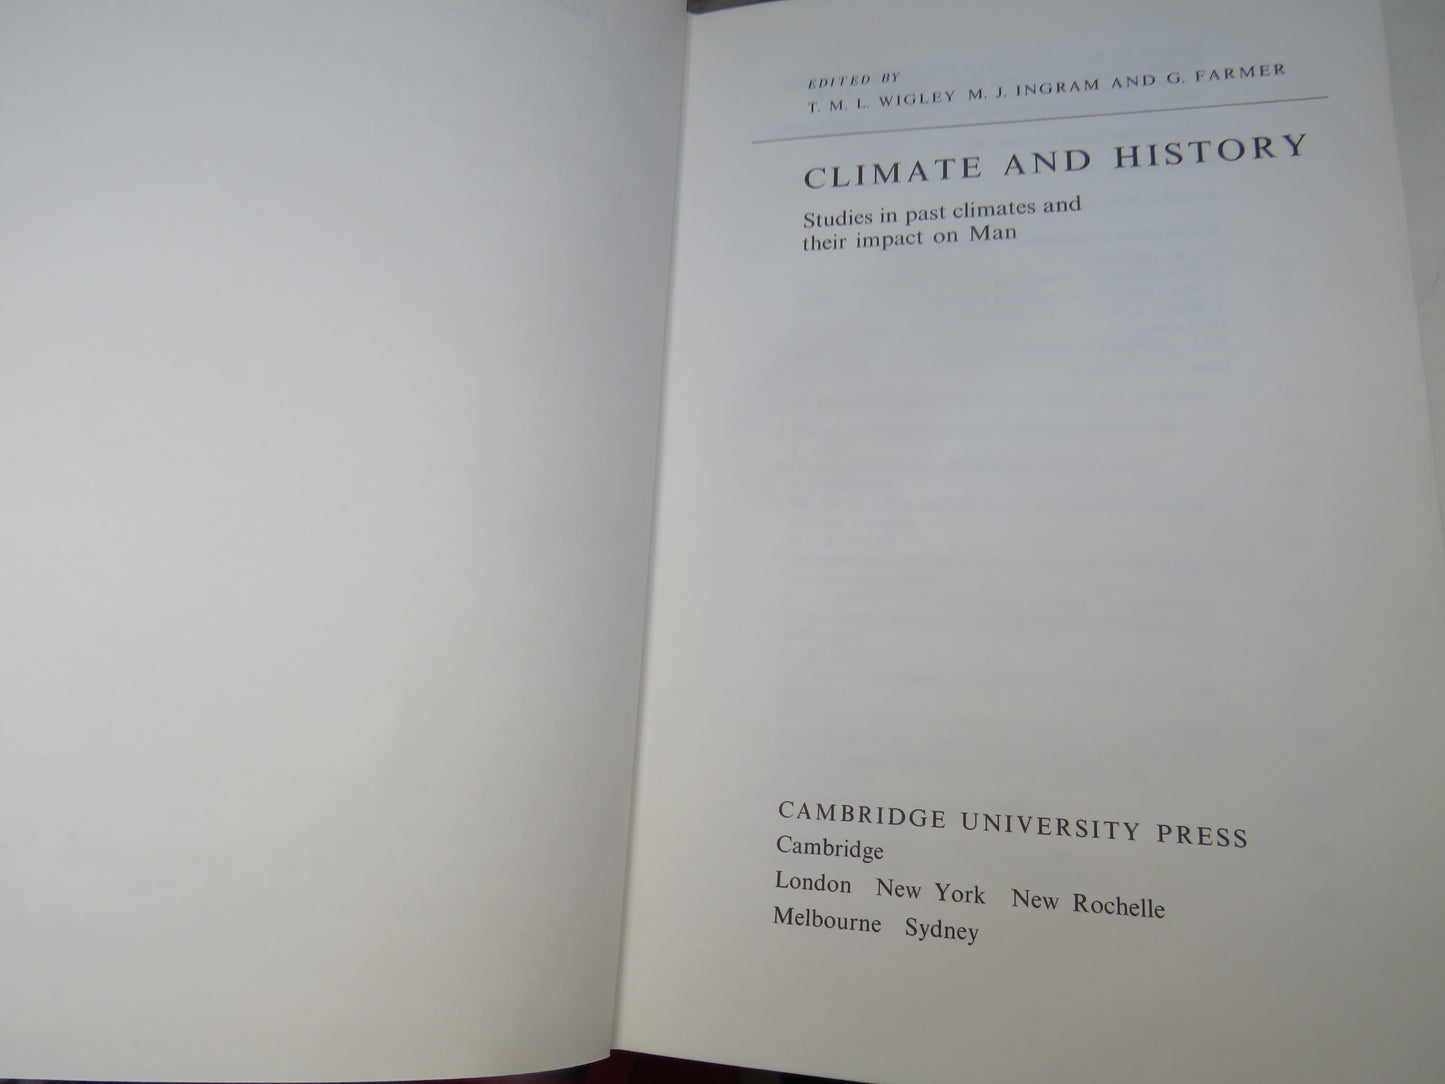 EDITED BY
T. M. L. WIGLEY M. J. INGRAM AND G. FARMER
CLIMATE AND HISTORY
Studies in past climates and
their impact on Man
CAMBRIDGE UNIVERSITY PRESS
Cambridge
London New York New Rochelle
Melbourne Sydney